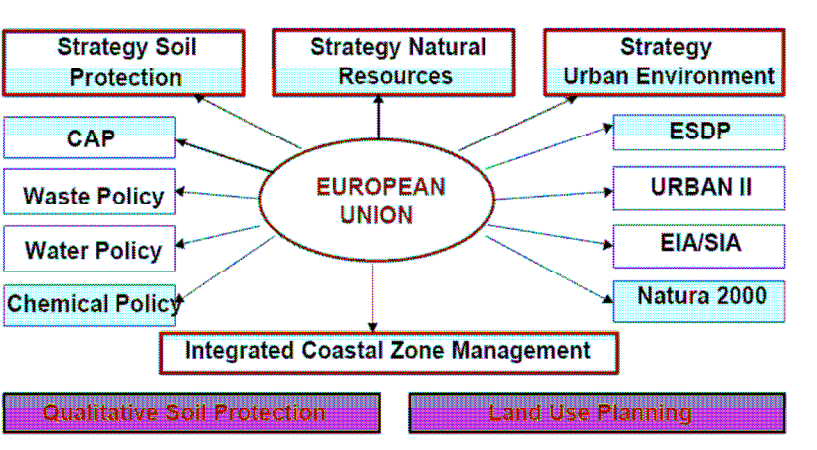 Strategy Soil
Protection
Strategy Natural
Resources
Strategy
Urban Environment
CAP
Waste Policy
Water Policy
Chemical Policy
EUROPEAN
UNION
ESDP
URBAN II
EIA/SIA
Natura 2000
Integrated Coastal Zone Management
Qualitative Soil Protection
Land Use Planning